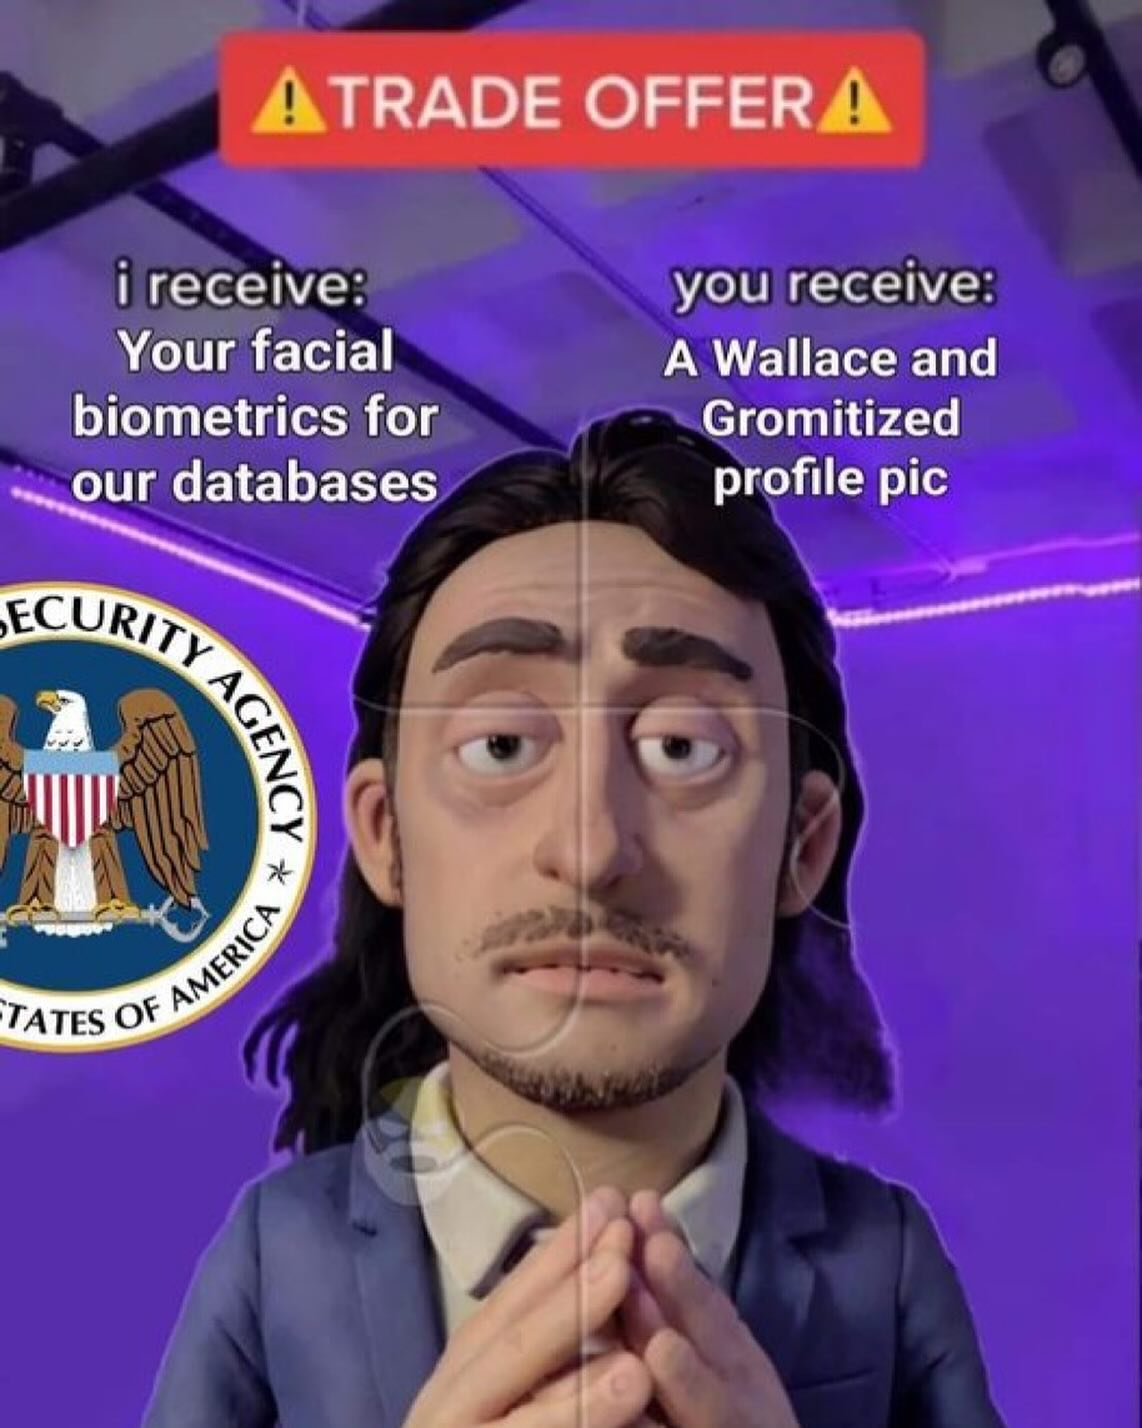 ⚠TRADE OFFER⚠
i receive:
Your facial
biometrics for
our databases
you receive:
A Wallace and
Gromitized
profile pic
SECURITY AGENCY ★
STATES OF AMERICA